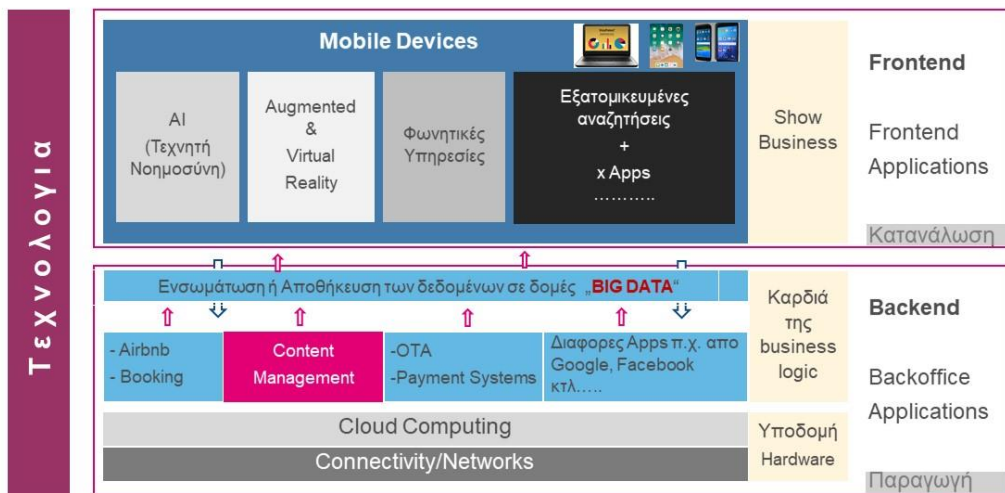 Τεχνολογια
Mobile Devices
AI
(Τεχνητή
Νοημοσύνη)
Augmented
&
Virtual
Reality
Φωνητικές
Υπηρεσίες
Εξατομικευμένες
αναζητήσεις
+
x Apps
………..
Show
Business
Frontend
Frontend
Applications
Κατανάλωση
Ενσωμάτωση ή Αποθήκευση των δεδομένων σε δομές „BIG DATA“
- Airbnb
- Booking
Content
Management
-OTA
-Payment Systems
Διαφορες Apps π.χ. απο
Google, Facebook
κτλ…..
Καρδιά
της
business
logic
Backend
Backoffice
Applications
Cloud Computing
Connectivity/Networks
Υποδομή
Hardware
Παραγωγή